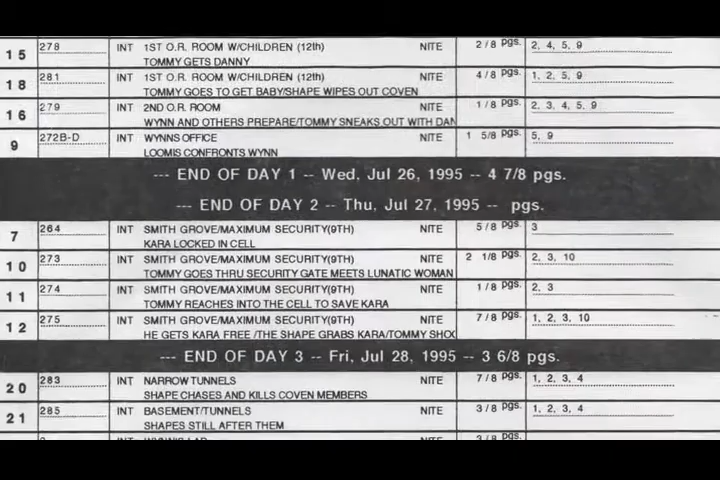 15 278 INT 1ST O.R. ROOM W/CHILDREN (12th) NITE 2/8 pgs. 2, 4, 5, 9
TOMMY GETS DANNY
18 281 INT 1ST O.R. ROOM W/CHILDREN (12th) NITE 4/8 pgs. 1, 2, 5, 9
TOMMY GOES TO GET BABY/SHAPE WIPES OUT COVEN
16 279 INT 2ND O.R. ROOM NITE 1/8 pgs. 2, 3, 4, 5, 9
WYNN AND OTHERS PREPARE/TOMMY SNEAKS OUT WITH DAN
9 272B-D INT WYNNS OFFICE NITE 1 5/8 pgs. 5, 9
LOOMIS CONFRONTS WYNN
--- END OF DAY 1 -- Wed, Jul 26, 1995 -- 4 7/8 pgs.
--- END OF DAY 2 -- Thu, Jul 27, 1995 -- pgs.
7 264 INT SMITH GROVE/MAXIMUM SECURITY(9TH) NITE 5/8 pgs. 3
KARA LOCKED IN CELL
10 273 INT SMITH GROVE/MAXIMUM SECURITY(9TH) NITE 2 1/8 pgs. 2, 3, 10
TOMMY GOES THRU SECURITY GATE MEETS LUNATIC WOMAN
11 274 INT SMITH GROVE/MAXIMUM SECURITY(9TH) NITE 1/8 pgs. 2, 3
TOMMY REACHES INTO THE CELL TO SAVE KARA
12 275 INT SMITH GROVE/MAXIMUM SECURITY(9TH) NITE 7/8 pgs. 1, 2, 3, 10
HE GETS KARA FREE /THE SHAPE GRABS KARA/TOMMY SHOO
--- END OF DAY 3 -- Fri, Jul 28, 1995 -- 3 6/8 pgs.
20 283 INT NARROW TUNNELS NITE 7/8 pgs. 1, 2, 3, 4
SHAPE CHASES AND KILLS COVEN MEMBERS
21 285 INT BASEMENT/TUNNELS NITE 3/8 pgs. 1, 2, 3, 4
SHAPES STILL AFTER THEM
INT NITE 3/8 pgs.